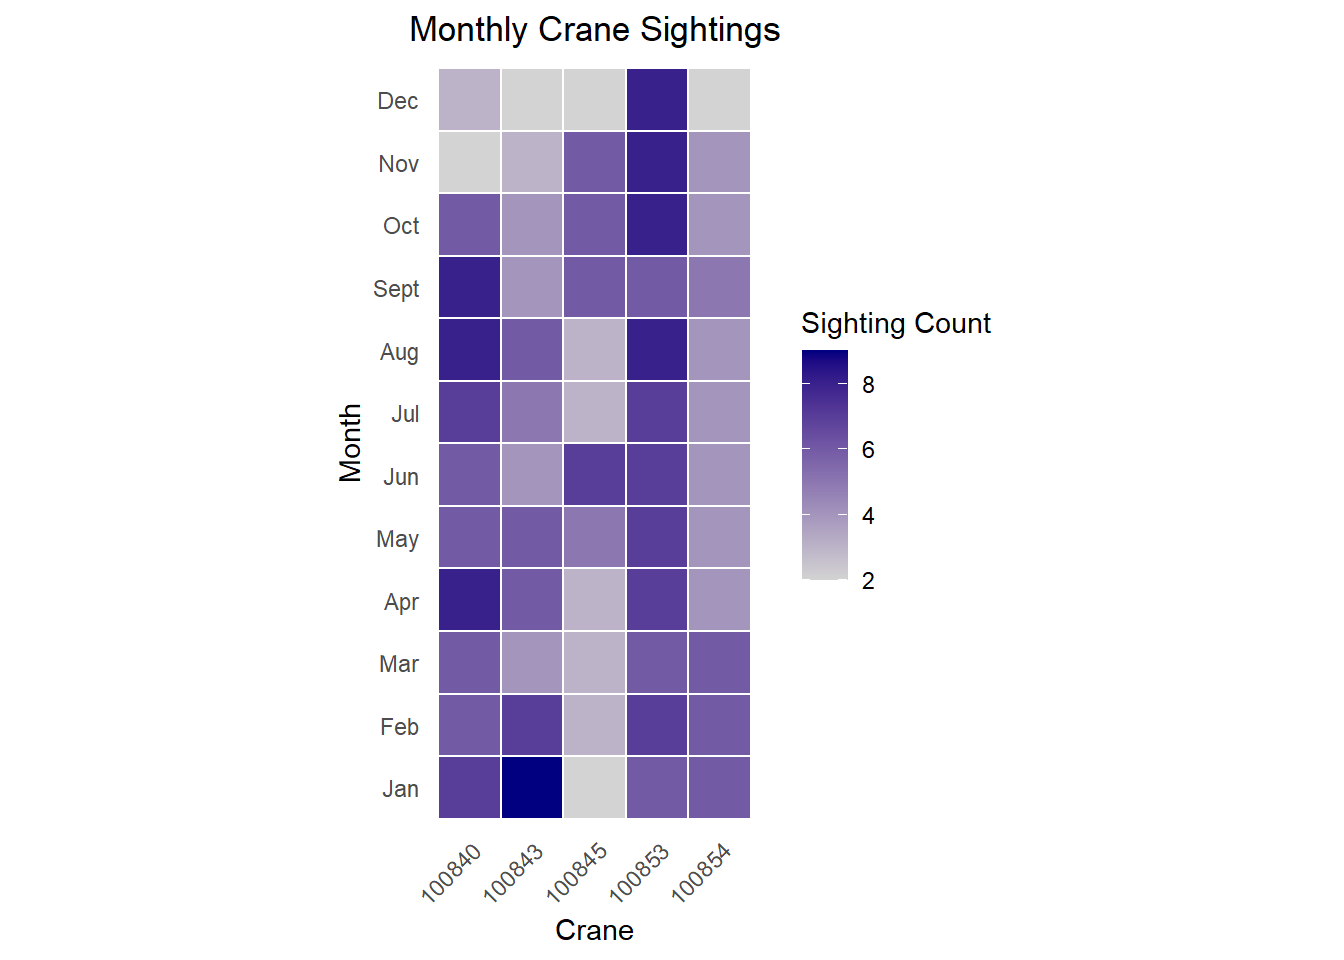 Monthly Crane Sightings
Dec
Nov
Oct
Sept
Aug
Jul
Jun
May
Apr
Mar
Feb
Jan
Month
100840
100843
100845
100853
100854
Crane
Sighting Count
8
6
4
2